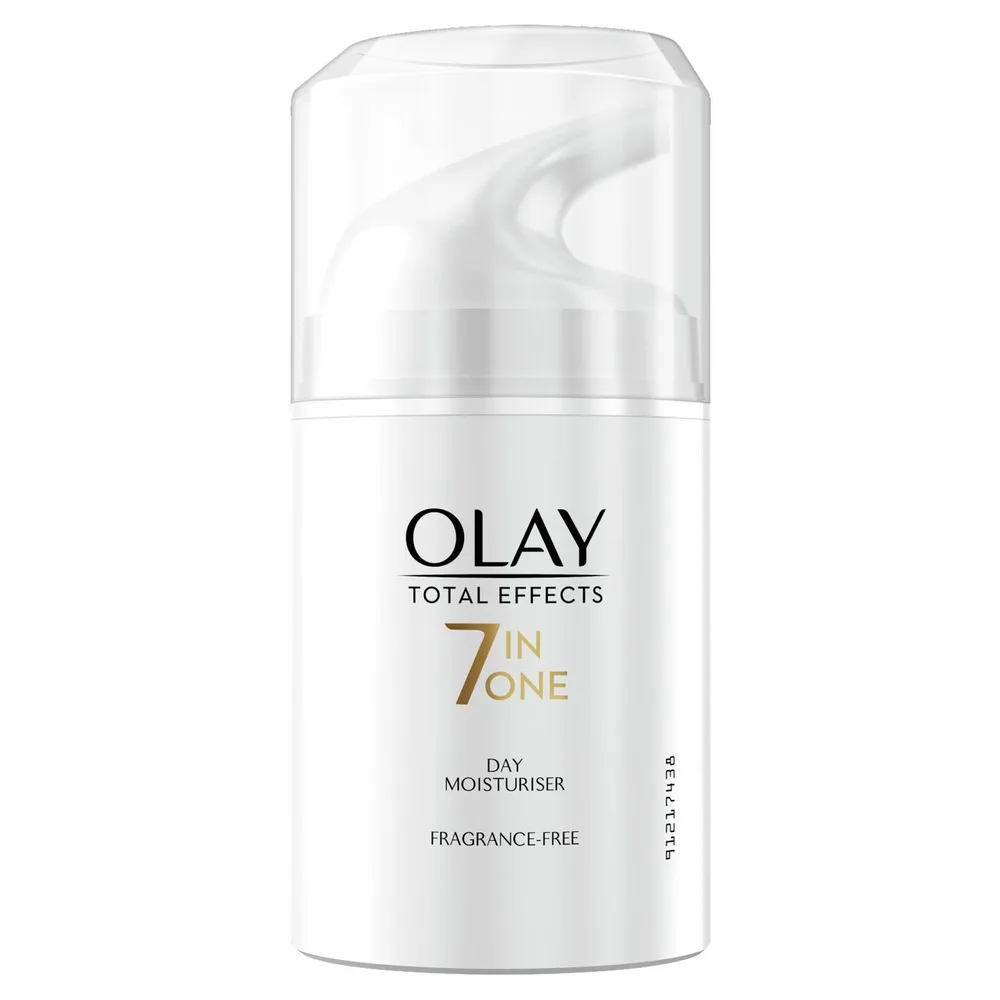 OLAY
TOTAL EFFECTS
7 IN
ONE
DAY
MOISTURISER
FRAGRANCE-FREE
91217438